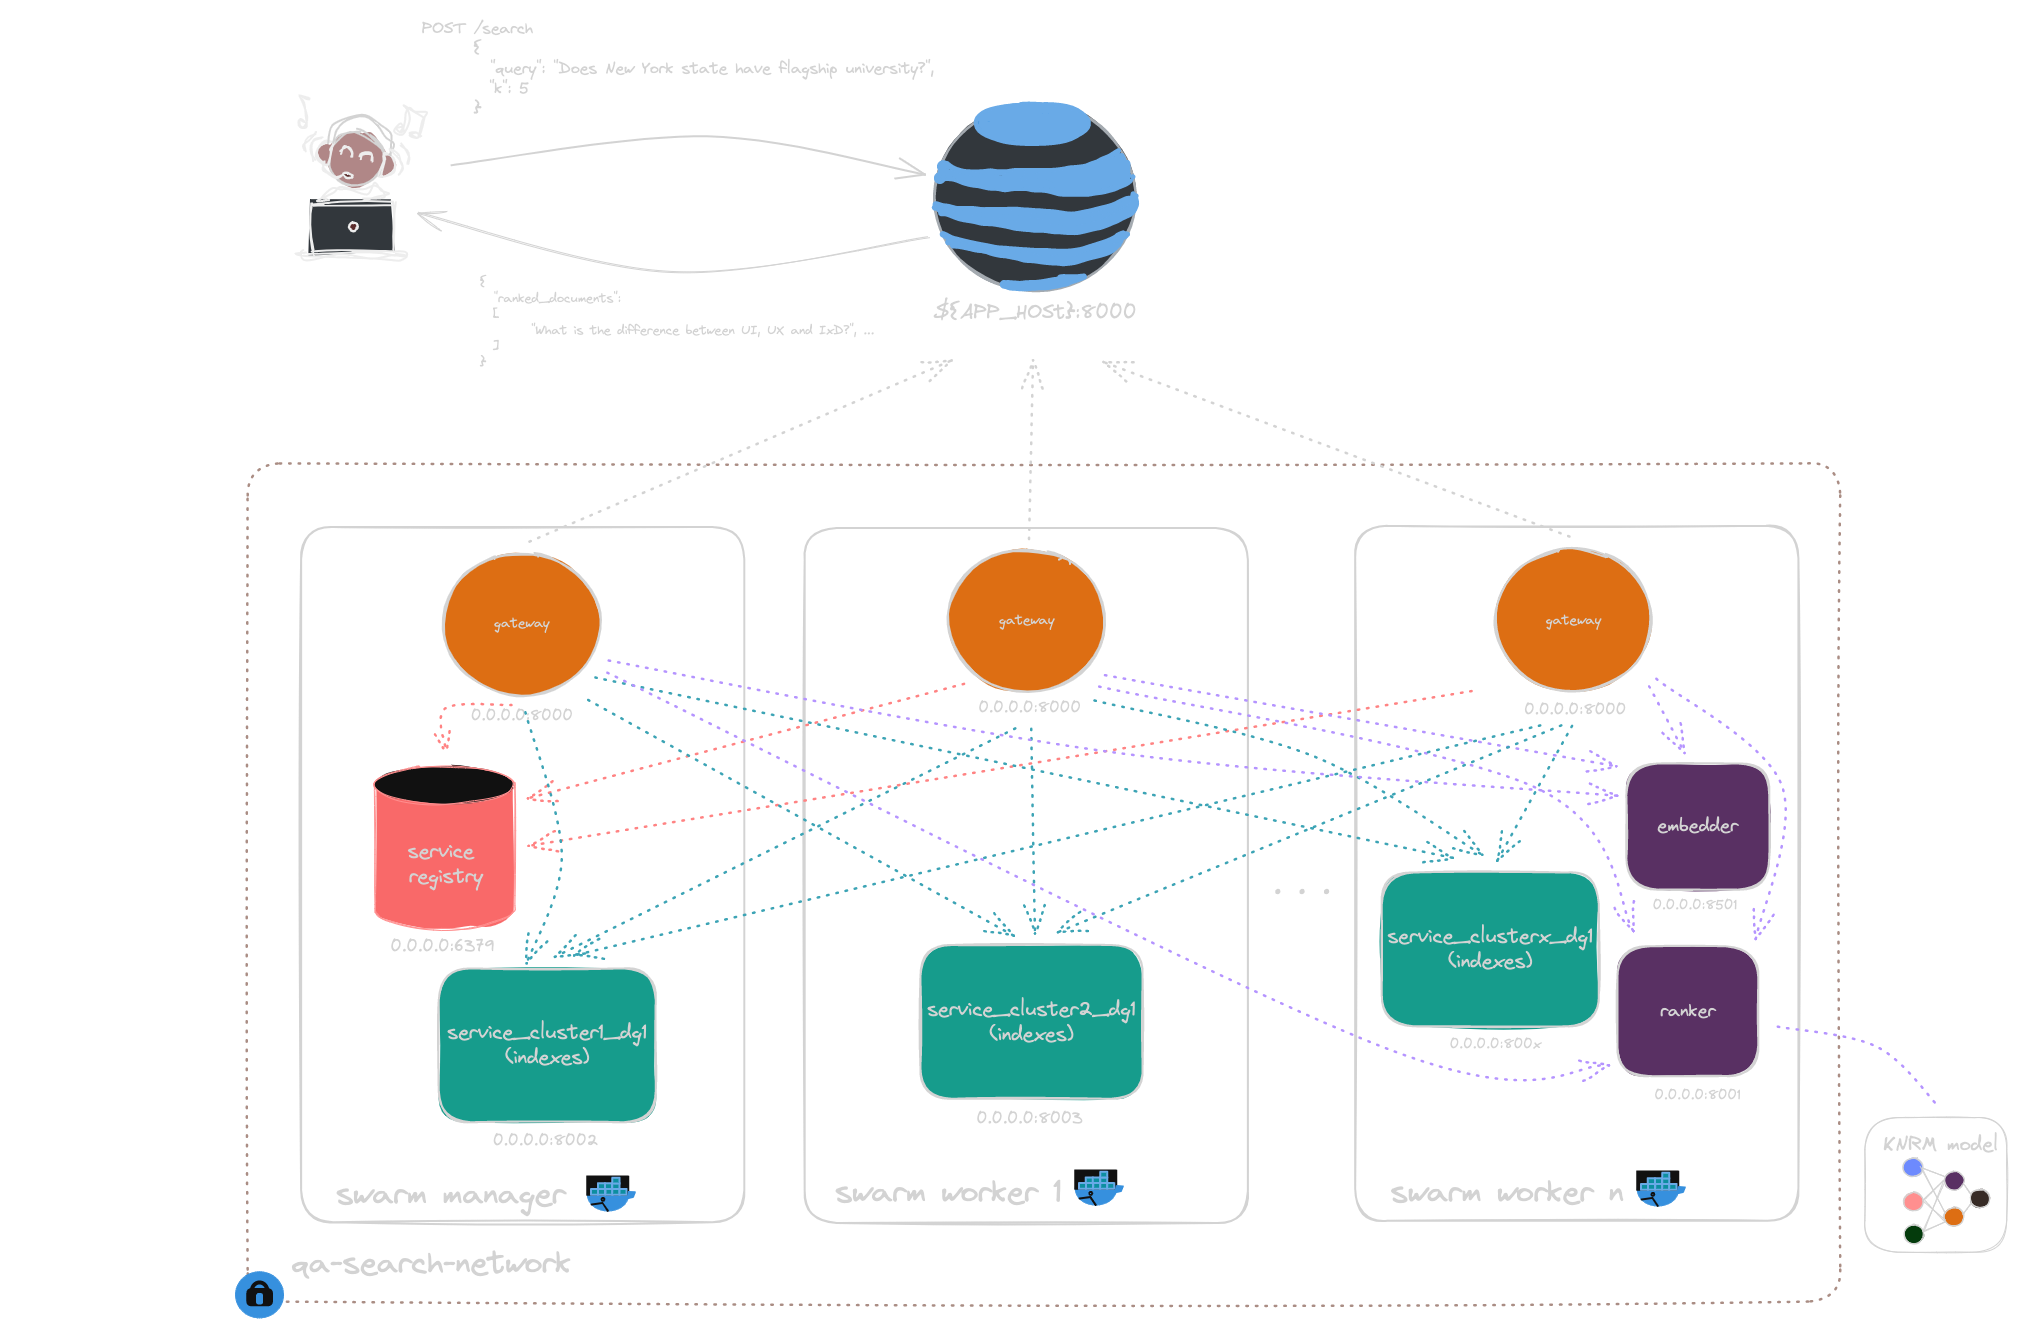 POST /search
{
"query": "Does New York state have flagship university?",
"k": 5
}
{
"ranked_documents":
[
"What is the difference between UI, UX and IxD?", ...
]
}
${APP_HOST}:8000
gateway
0.0.0.0:8000
gateway
0.0.0.0:8000
gateway
0.0.0.0:8000
service
registry
0.0.0.0:6379
embedder
0.0.0.0:8501
service_cluster1_dg1
(indexes)
0.0.0.0:8002
service_cluster2_dg1
(indexes)
0.0.0.0:8003
. . .
service_clusterx_dg1
(indexes)
0.0.0.0:800x
ranker
0.0.0.0:8001
KNRM model
swarm manager
swarm worker 1
swarm worker n
qa-search-network